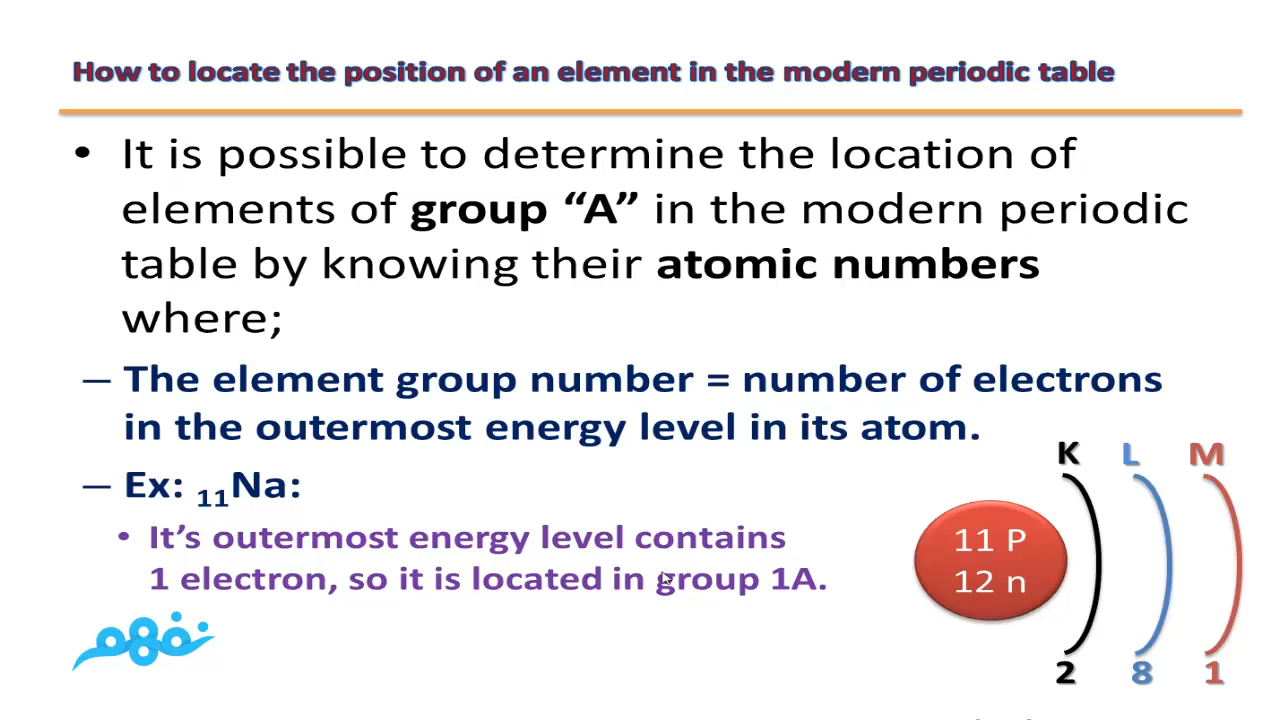 How to locate the position of an element in the modern periodic table
• It is possible to determine the location of
elements of group “A” in the modern periodic
table by knowing their atomic numbers
where;
– The element group number = number of electrons
in the outermost energy level in its atom.
– Ex: ₁₁Na:
• It’s outermost energy level contains
1 electron, so it is located in group 1A.
K L M
11 P
12 n
2 8 1
نفهم